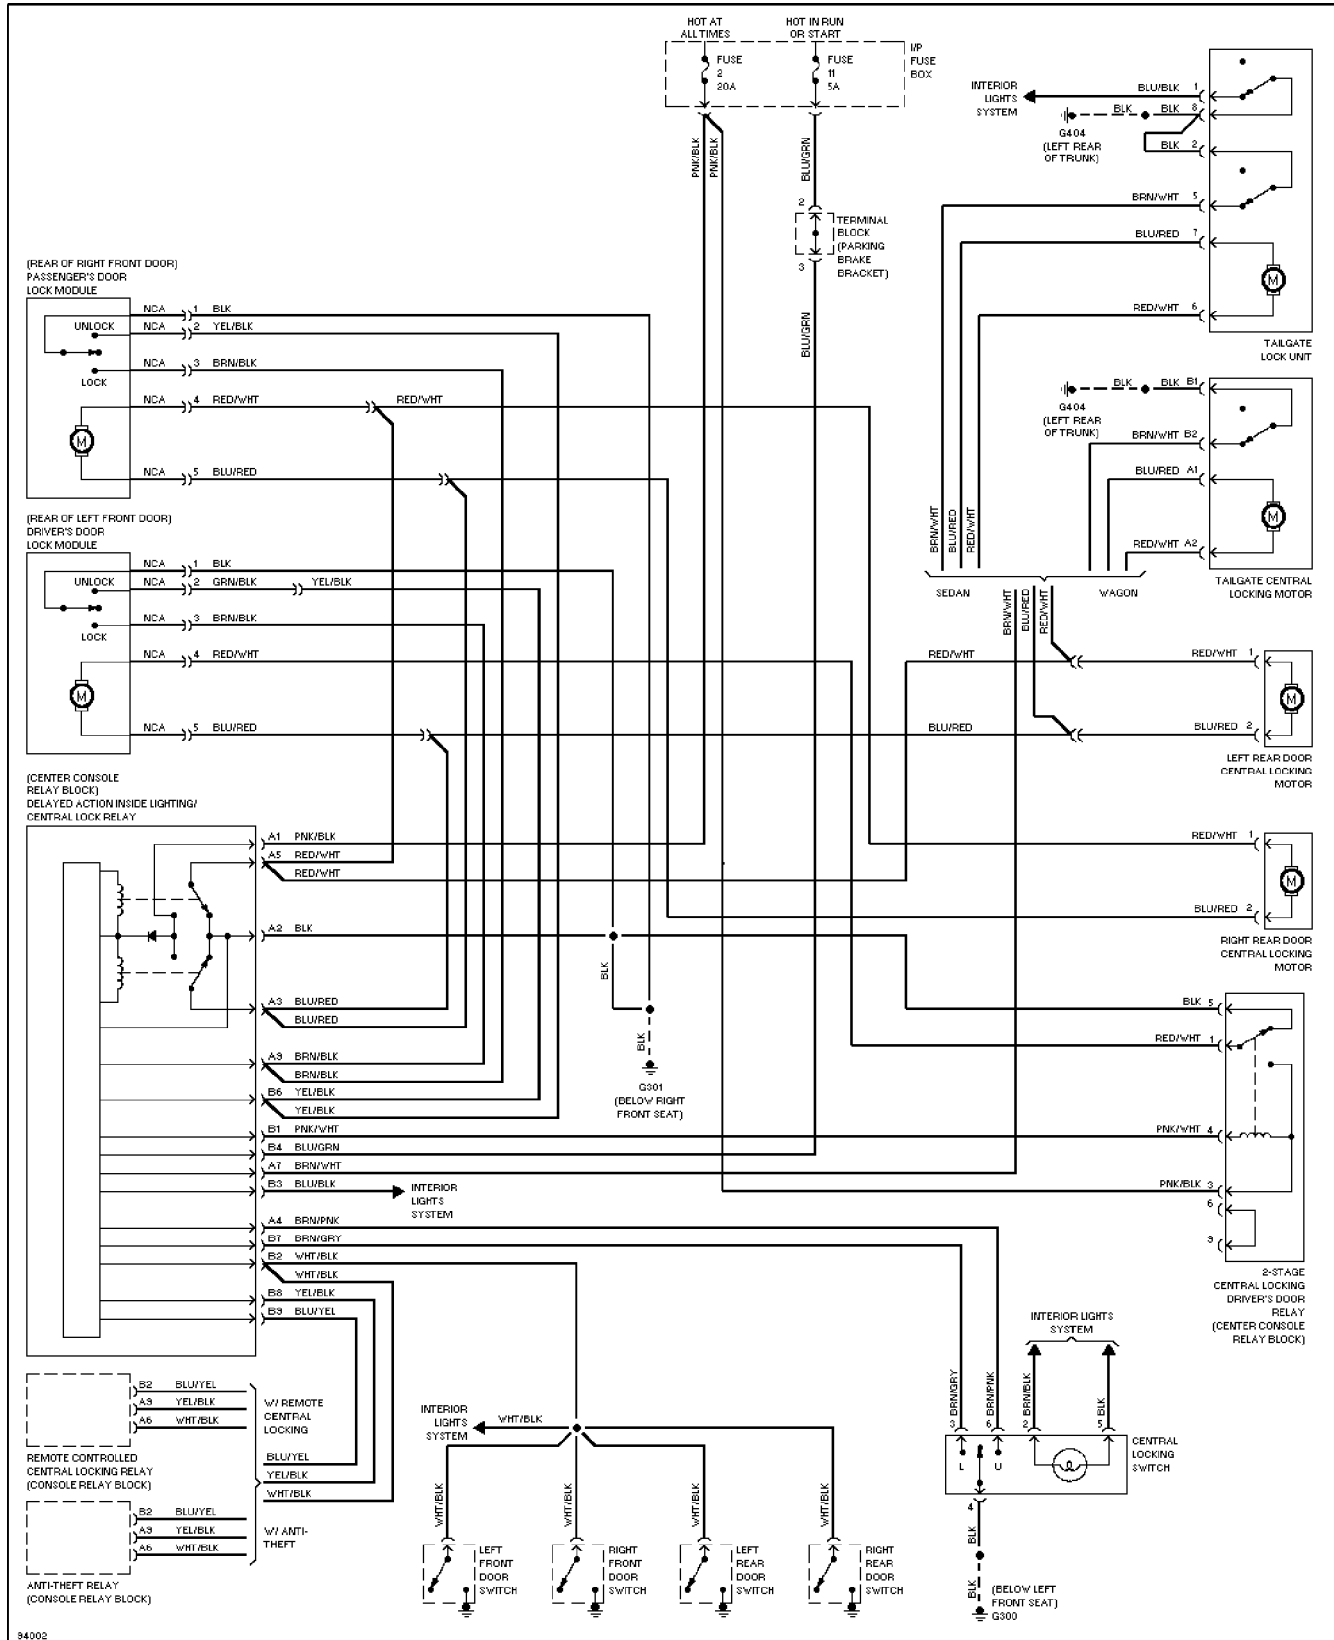 HOT AT
ALL TIMES
HOT IN RUN
OR START
FUSE
2
20A
FUSE
11
5A
I/P
FUSE
BOX
PNK/BLK
PNK/BLK
BLU/GRN
2
TERMINAL
BLOCK
(PARKING
BRAKE
BRACKET)
3
BLU/GRN
INTERIOR
LIGHTS
SYSTEM
BLU/BLK 1
BLK
BLK 8
G404
(LEFT REAR
OF TRUNK)
BLK 2
BRN/WHT 5
BLU/RED 7
M
RED/WHT 6
TAILGATE
LOCK UNIT
BLK
BLK B1
G404
(LEFT REAR
OF TRUNK)
BRN/WHT B2
BLU/RED A1
M
RED/WHT A2
TAILGATE CENTRAL
LOCKING MOTOR
BRN/WHT
BLU/RED
RED/WHT
SEDAN
WAGON
BRN/WHT
BLU/RED
RED/WHT
(REAR OF RIGHT FRONT DOOR)
PASSENGER'S DOOR
LOCK MODULE
UNLOCK
LOCK
M
NCA 1 BLK
NCA 2 YEL/BLK
NCA 3 BRN/BLK
NCA 4 RED/WHT
RED/WHT
NCA 5 BLU/RED
(REAR OF LEFT FRONT DOOR)
DRIVER'S DOOR
LOCK MODULE
UNLOCK
LOCK
M
NCA 1 BLK
NCA 2 GRN/BLK
YEL/BLK
NCA 3 BRN/BLK
NCA 4 RED/WHT
NCA 5 BLU/RED
RED/WHT
RED/WHT 1
M
BLU/RED
BLU/RED 2
LEFT REAR DOOR
CENTRAL LOCKING
MOTOR
RED/WHT 1
M
BLU/RED 2
RIGHT REAR DOOR
CENTRAL LOCKING
MOTOR
(CENTER CONSOLE
RELAY BLOCK)
DELAYED ACTION INSIDE LIGHTING/
CENTRAL LOCK RELAY
A1 PNK/BLK
A5 RED/WHT
RED/WHT
A2 BLK
A3 BLU/RED
BLU/RED
A9 BRN/BLK
BRN/BLK
B6 YEL/BLK
YEL/BLK
B1 PNK/WHT
B4 BLU/GRN
A7 BRN/WHT
B3 BLU/BLK
INTERIOR
LIGHTS
SYSTEM
A4 BRN/PNK
B7 BRN/GRY
B2 WHT/BLK
WHT/BLK
B8 YEL/BLK
B9 BLU/YEL
BLK
BLK
G301
(BELOW RIGHT
FRONT SEAT)
BLK 5
RED/WHT 1
PNK/WHT 4
PNK/BLK 3
6
9
2-STAGE
CENTRAL LOCKING
DRIVER'S DOOR
RELAY
(CENTER CONSOLE
RELAY BLOCK)
B2 BLU/YEL
A9 YEL/BLK
A6 WHT/BLK
W/ REMOTE
CENTRAL
LOCKING
REMOTE CONTROLLED
CENTRAL LOCKING RELAY
(CONSOLE RELAY BLOCK)
BLU/YEL
YEL/BLK
WHT/BLK
B2 BLU/YEL
A9 YEL/BLK
A6 WHT/BLK
W/ ANTI-
THEFT
ANTI-THEFT RELAY
(CONSOLE RELAY BLOCK)
INTERIOR
LIGHTS
SYSTEM
WHT/BLK
WHT/BLK
WHT/BLK
WHT/BLK
WHT/BLK
LEFT
FRONT
DOOR
SWITCH
RIGHT
FRONT
DOOR
SWITCH
LEFT
REAR
DOOR
SWITCH
RIGHT
REAR
DOOR
SWITCH
INTERIOR LIGHTS
SYSTEM
BRN/GRY
BRN/PNK
BRN/BLK
BLK
3
6
2
5
L
U
CENTRAL
LOCKING
SWITCH
4
BLK
BLK
(BELOW LEFT
FRONT SEAT)
G300
94002